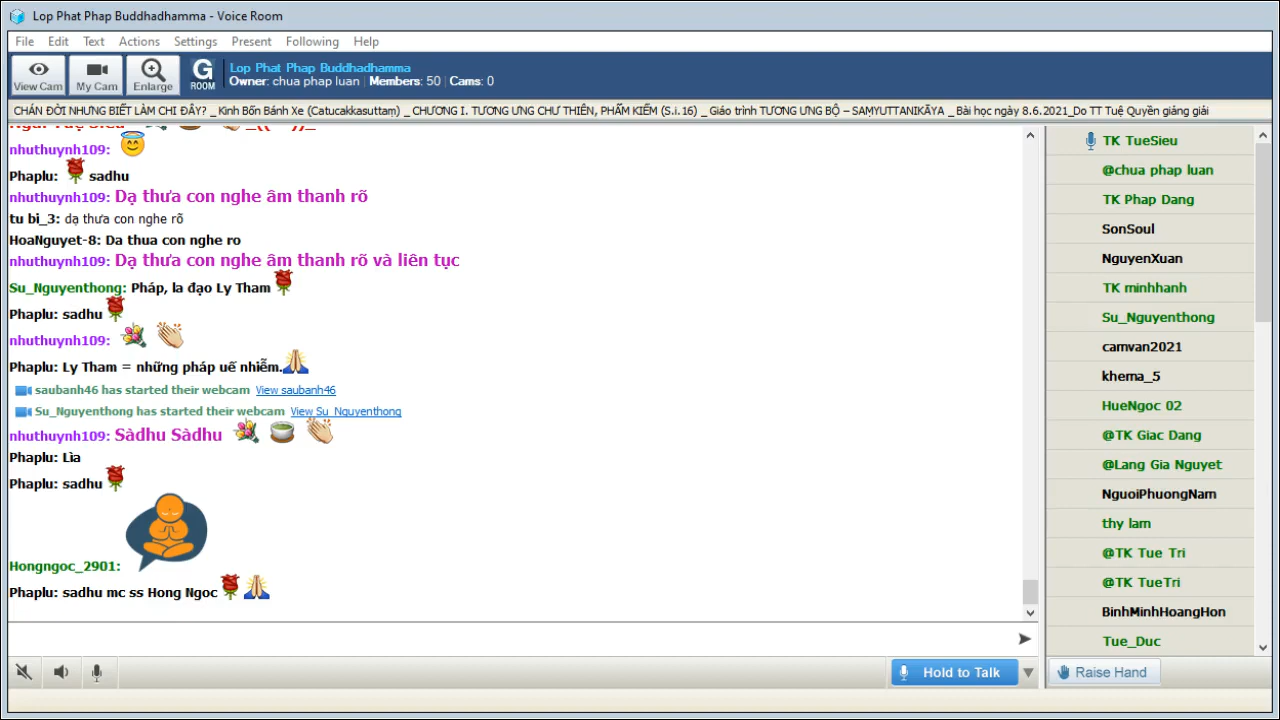 Lop Phat Phap Buddhadhamma - Voice Room
File Edit Text Actions Settings Present Following Help
View Cam My Cam Enlarge G ROOM
Lop Phat Phap Buddhadhamma
Owner: chua phap luan Members: 50 Cams: 0
CHÁN ĐỜI NHƯNG BIẾT LÀM CHI ĐÂY? _ Kinh Bốn Bánh Xe (Catucakkasuttaṃ) _ CHƯƠNG I. TƯƠNG ƯNG CHƯ THIÊN, PHẨM KIẾM (S.i.16) _ Giáo trình TƯƠNG ƯNG BỘ – SAṂYUTTANIKĀYA _ Bài học ngày 8.6.2021_Do TT Tuệ Quyền giảng giải
nhuthuynh109:
Phaplu: sadhu
nhuthuynh109: Dạ thưa con nghe âm thanh rõ
tu bi_3: dạ thưa con nghe rõ
HoaNguyet-8: Da thua con nghe ro
nhuthuynh109: Dạ thưa con nghe âm thanh rõ và liên tục
Su_Nguyenthong: Pháp, la đạo Ly Tham
Phaplu: sadhu
nhuthuynh109:
Phaplu: Ly Tham = những pháp uế nhiễm.
saubanh46 has started their webcam View saubanh46
Su_Nguyenthong has started their webcam View Su_Nguyenthong
nhuthuynh109: Sàdhu Sàdhu
Phaplu: Lìa
Phaplu: sadhu
Hongngoc_2901:
Phaplu: sadhu mc ss Hong Ngoc
Hold to Talk
TK TueSieu
@chua phap luan
TK Phap Dang
SonSoul
NguyenXuan
TK minhhanh
Su_Nguyenthong
camvan2021
khema_5
HueNgoc 02
@TK Giac Dang
@Lang Gia Nguyet
NguoiPhuongNam
thy lam
@TK Tue Tri
@TK TueTri
BinhMinhHoangHon
Tue_Duc
Raise Hand